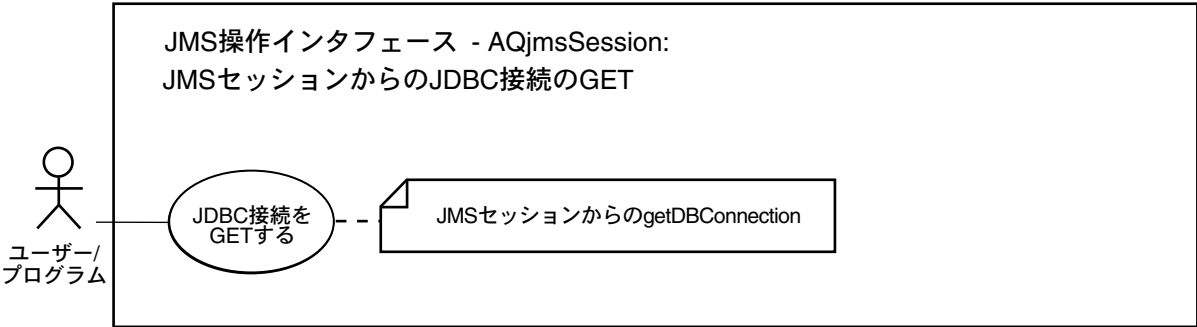 JMS操作インタフェース - AQjmsSession:
JMSセッションからのJDBC接続のGET
JDBC接続を
GETする
JMSセッションからのgetDBConnection
ユーザー/
プログラム